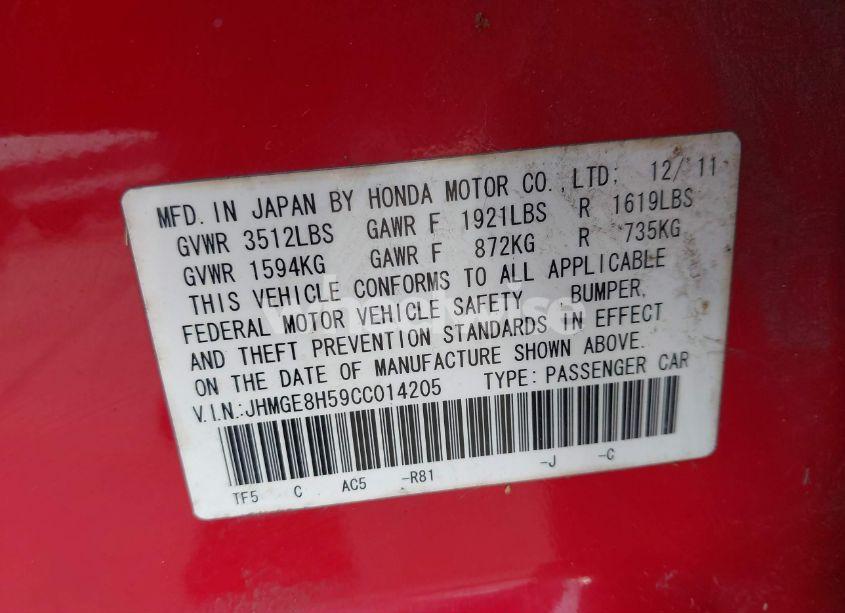 MFD. IN JAPAN BY HONDA MOTOR CO., LTD: 12/11
GVWR 3512LBS GAWR F 1921LBS R 1619LBS
GVWR 1594KG GAWR F 872KG R 735KG
THIS VEHICLE CONFORMS TO ALL APPLICABLE
FEDERAL MOTOR VEHICLE SAFETY , BUMPER,
AND THEFT PREVENTION STANDARDS IN EFFECT
ON THE DATE OF MANUFACTURE SHOWN ABOVE.
V.I.N.:JHMGE8H59CC014205 TYPE: PASSENGER CAR
TF5 C AC5 -R81 -J -C